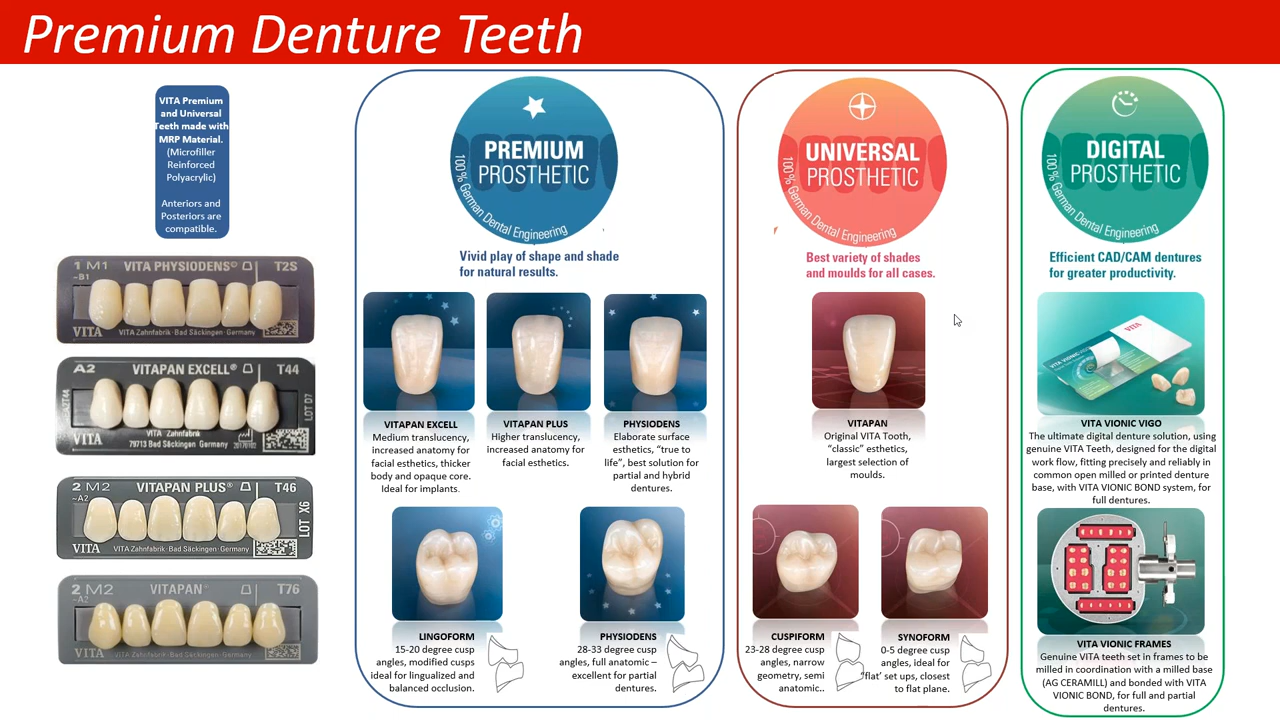 Premium Denture Teeth
VITA Premium
and Universal
Teeth made with
MRP Material.
(Microfiller
Reinforced
Polyacrylic)
Anteriors and
Posteriors are
compatible.
1 M1 VITA PHYSIODENS® T2S
~B1
VITA VITA Zahnfabrik·Bad Säckingen·Germany
A2 VITAPAN EXCELL® T44
A2T44
LOT D7
VITA VITA Zahnfabrik
79713 Bad Säckingen Germany
2 M2 VITAPAN PLUS® T46
~A2
LOT X6
VITA VITA Zahnfabrik·Bad Säckingen·Germany
2 M2 VITAPAN® T76
~A2
VITA VITA Zahnfabrik·Bad Säckingen·Germany
PREMIUM
PROSTHETIC
100% German Dental Engineering
Vivid play of shape and shade
for natural results.
VITAPAN EXCELL
Medium translucency,
increased anatomy for
facial esthetics, thicker
body and opaque core.
Ideal for implants.
VITAPAN PLUS
Higher translucency,
increased anatomy for
facial esthetics.
PHYSIODENS
Elaborate surface
esthetics, “true to
life”, best solution for
partial and hybrid
dentures.
LINGOFORM
15-20 degree cusp
angles, modified cusps
ideal for lingualized and
balanced occlusion.
PHYSIODENS
28-33 degree cusp
angles, full anatomic –
excellent for partial
dentures.
UNIVERSAL
PROSTHETIC
100% German Dental Engineering
Best variety of shades
and moulds for all cases.
VITAPAN
Original VITA Tooth,
“classic” esthetics,
largest selection of
moulds.
CUSPIFORM
23-28 degree cusp
angles, narrow
geometry, semi
anatomic..
SYNOFORM
0-5 degree cusp
angles, ideal for
“flat’ set ups, closest
to flat plane.
DIGITAL
PROSTHETIC
100% German Dental Engineering
Efficient CAD/CAM dentures
for greater productivity.
VITA
VITA VIONIC VIGO
VITA VIONIC VIGO
The ultimate digital denture solution, using
genuine VITA Teeth, designed for the digital
work flow, fitting precisely and reliably in
common open milled or printed denture
base, with VITA VIONIC BOND system, for
full dentures.
VITA VIONIC FRAMES
Genuine VITA teeth set in frames to be
milled in coordination with a milled base
(AG CERAMILL) and bonded with VITA
VIONIC BOND, for full and partial
dentures.